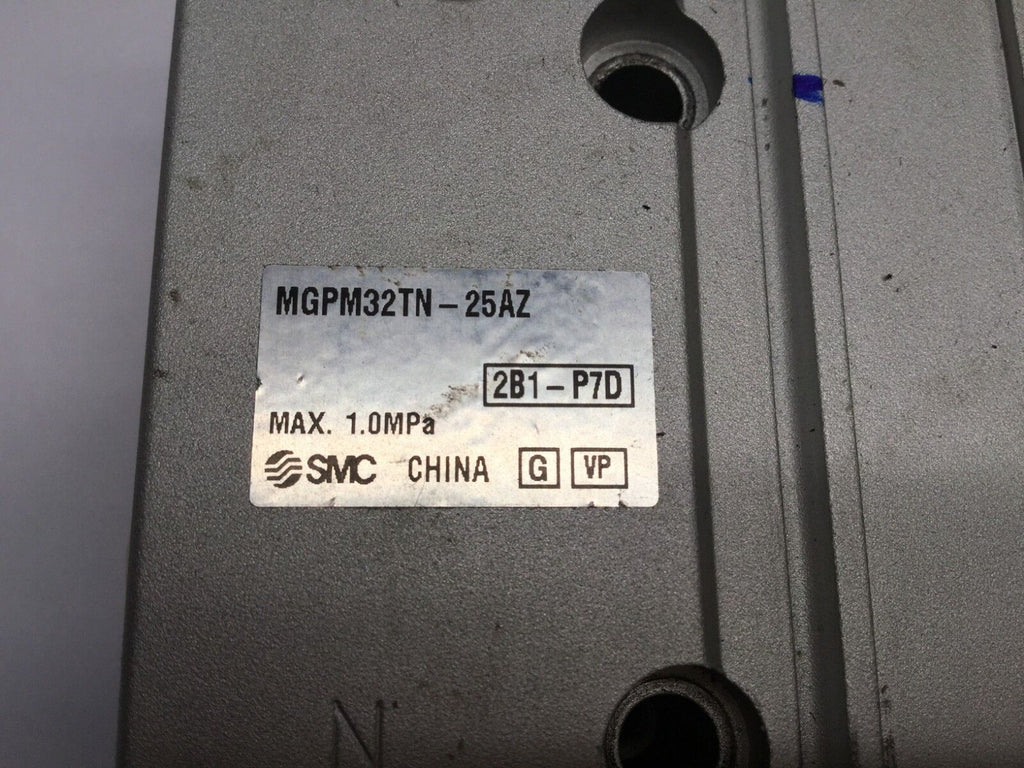 MGPM32TN-25AZ
2B1-P7D
MAX. 1.0MPa
SMC CHINA G VP
N